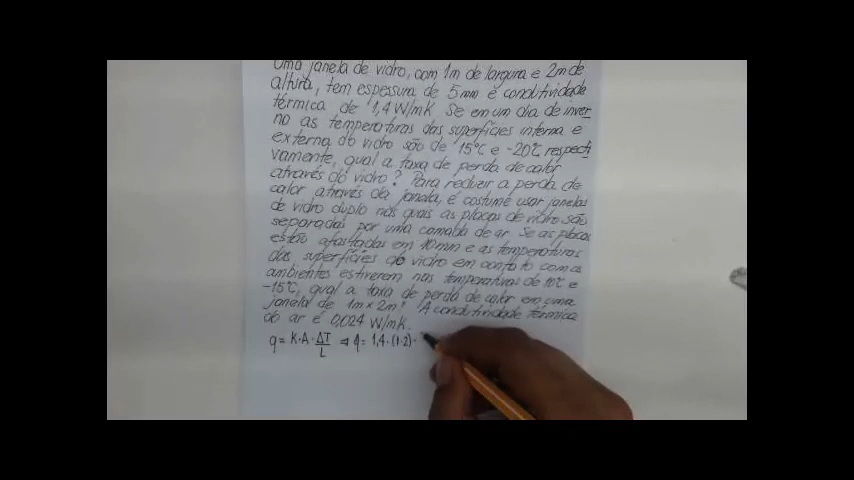 Uma janela de vidro, com 1m de largura e 2m de
altura, tem espessura de 5mm e condutividade
térmica de 1,4 W/mK. Se em um dia de inver
no as temperaturas das superfícies interna e
externa do vidro são de 15°C e -20°C, respecti
vamente, qual a taxa de perda de calor
através do vidro? Para reduzir a perda de
calor através da janela, é costume usar janelas
de vidro duplo nas quais as placas de vidro são
separadas por uma camada de ar. Se as placas
estão afastadas em 10mm e as temperaturas
das superfícies do vidro em contato com os
ambientes estiverem nas temperaturas de 10°C e
-15°C, qual a taxa de perda de calor em uma
janela de 1m x 2m? A condutividade térmica
do ar é 0,024 W/mK.
q = K·A·ΔT/L ⇒ q = 1,4·(1·2)·